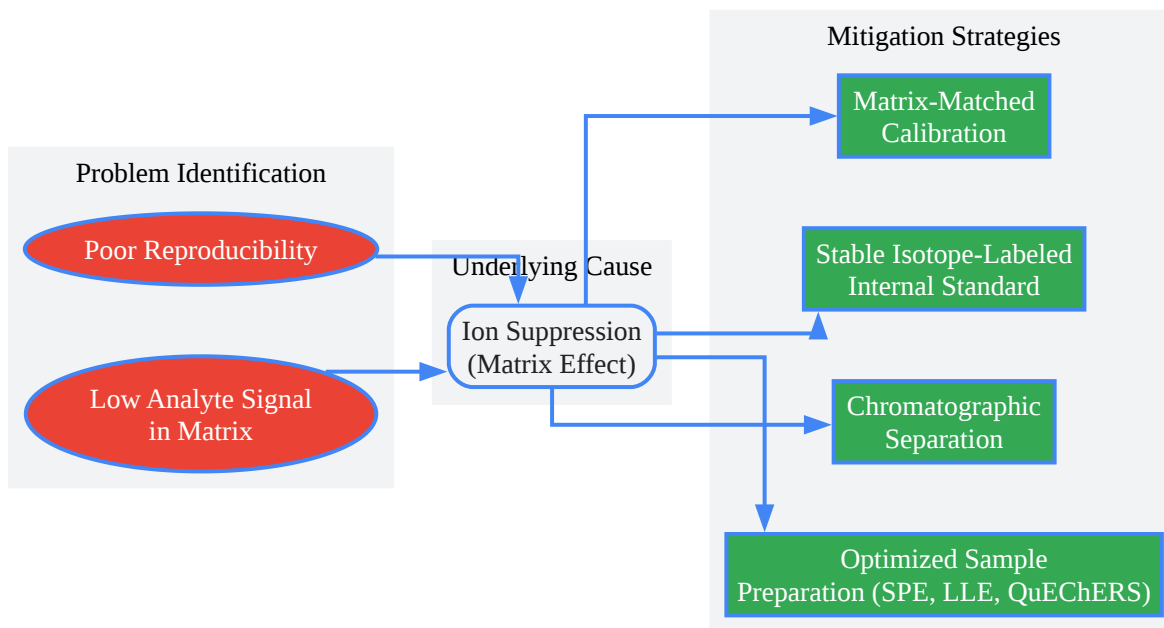 Problem Identification
Poor Reproducibility
Low Analyte Signal
in Matrix
Underlying Cause
Ion Suppression
(Matrix Effect)
Mitigation Strategies
Matrix-Matched
Calibration
Stable Isotope-Labeled
Internal Standard
Chromatographic
Separation
Optimized Sample
Preparation (SPE, LLE, QuEChERS)